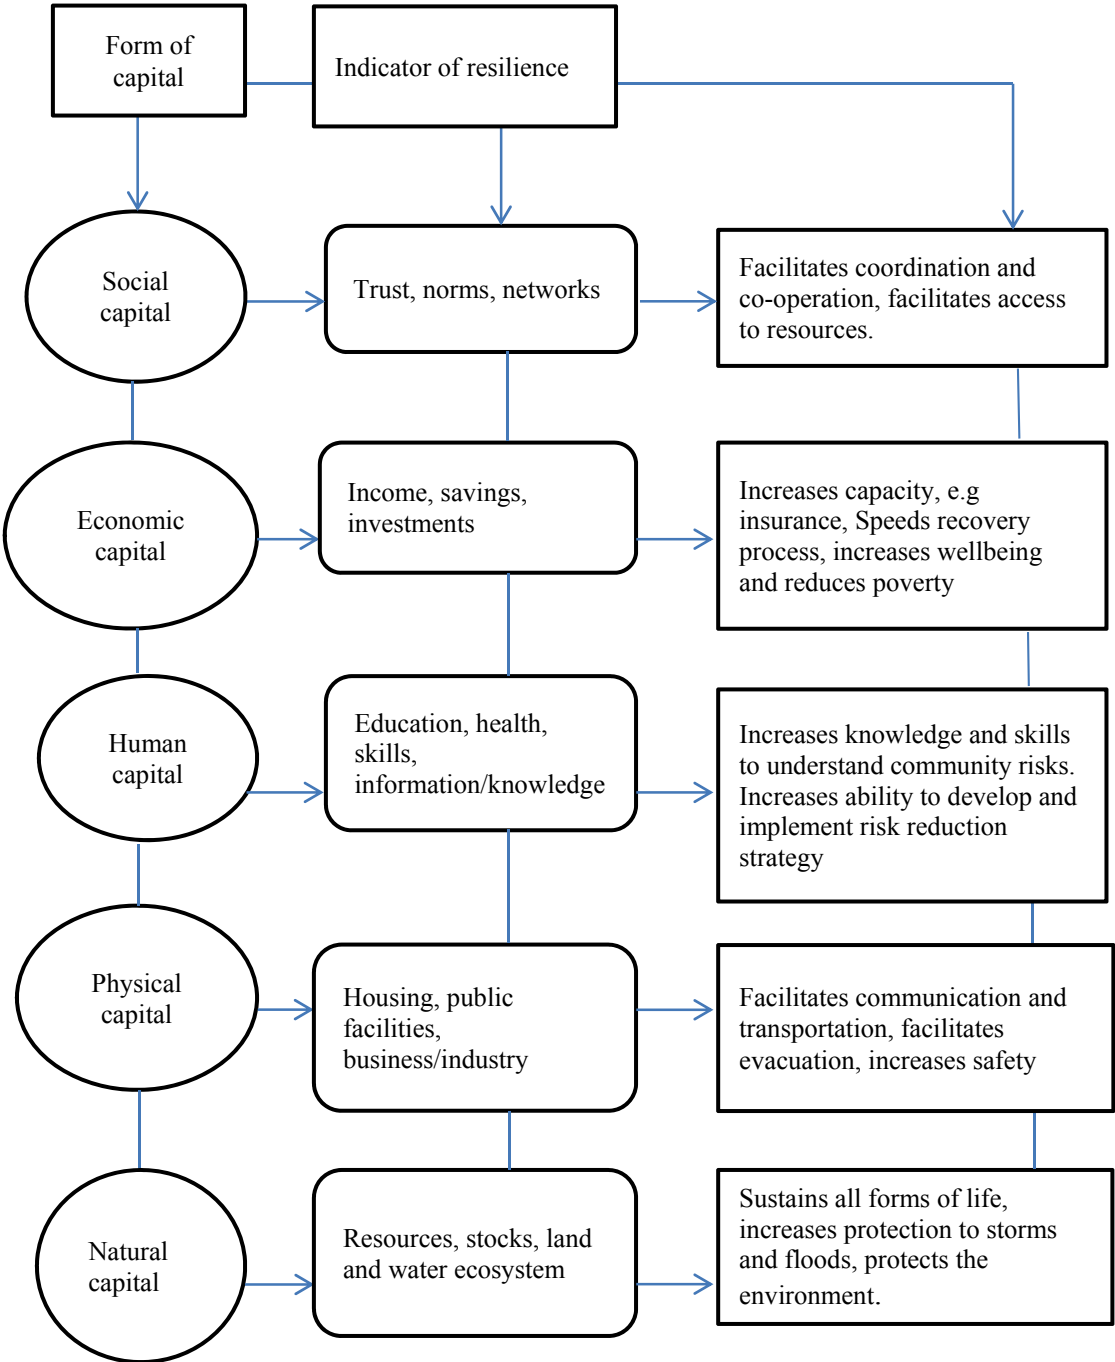 Form of
capital
Indicator of resilience
Social
capital
Trust, norms, networks
Facilitates coordination and
co-operation, facilitates access
to resources.
Economic
capital
Income, savings,
investments
Increases capacity, e.g
insurance, Speeds recovery
process, increases wellbeing
and reduces poverty
Human
capital
Education, health,
skills,
information/knowledge
Increases knowledge and skills
to understand community risks.
Increases ability to develop and
implement risk reduction
strategy
Physical
capital
Housing, public
facilities,
business/industry
Facilitates communication and
transportation, facilitates
evacuation, increases safety
Natural
capital
Resources, stocks, land
and water ecosystem
Sustains all forms of life,
increases protection to storms
and floods, protects the
environment.